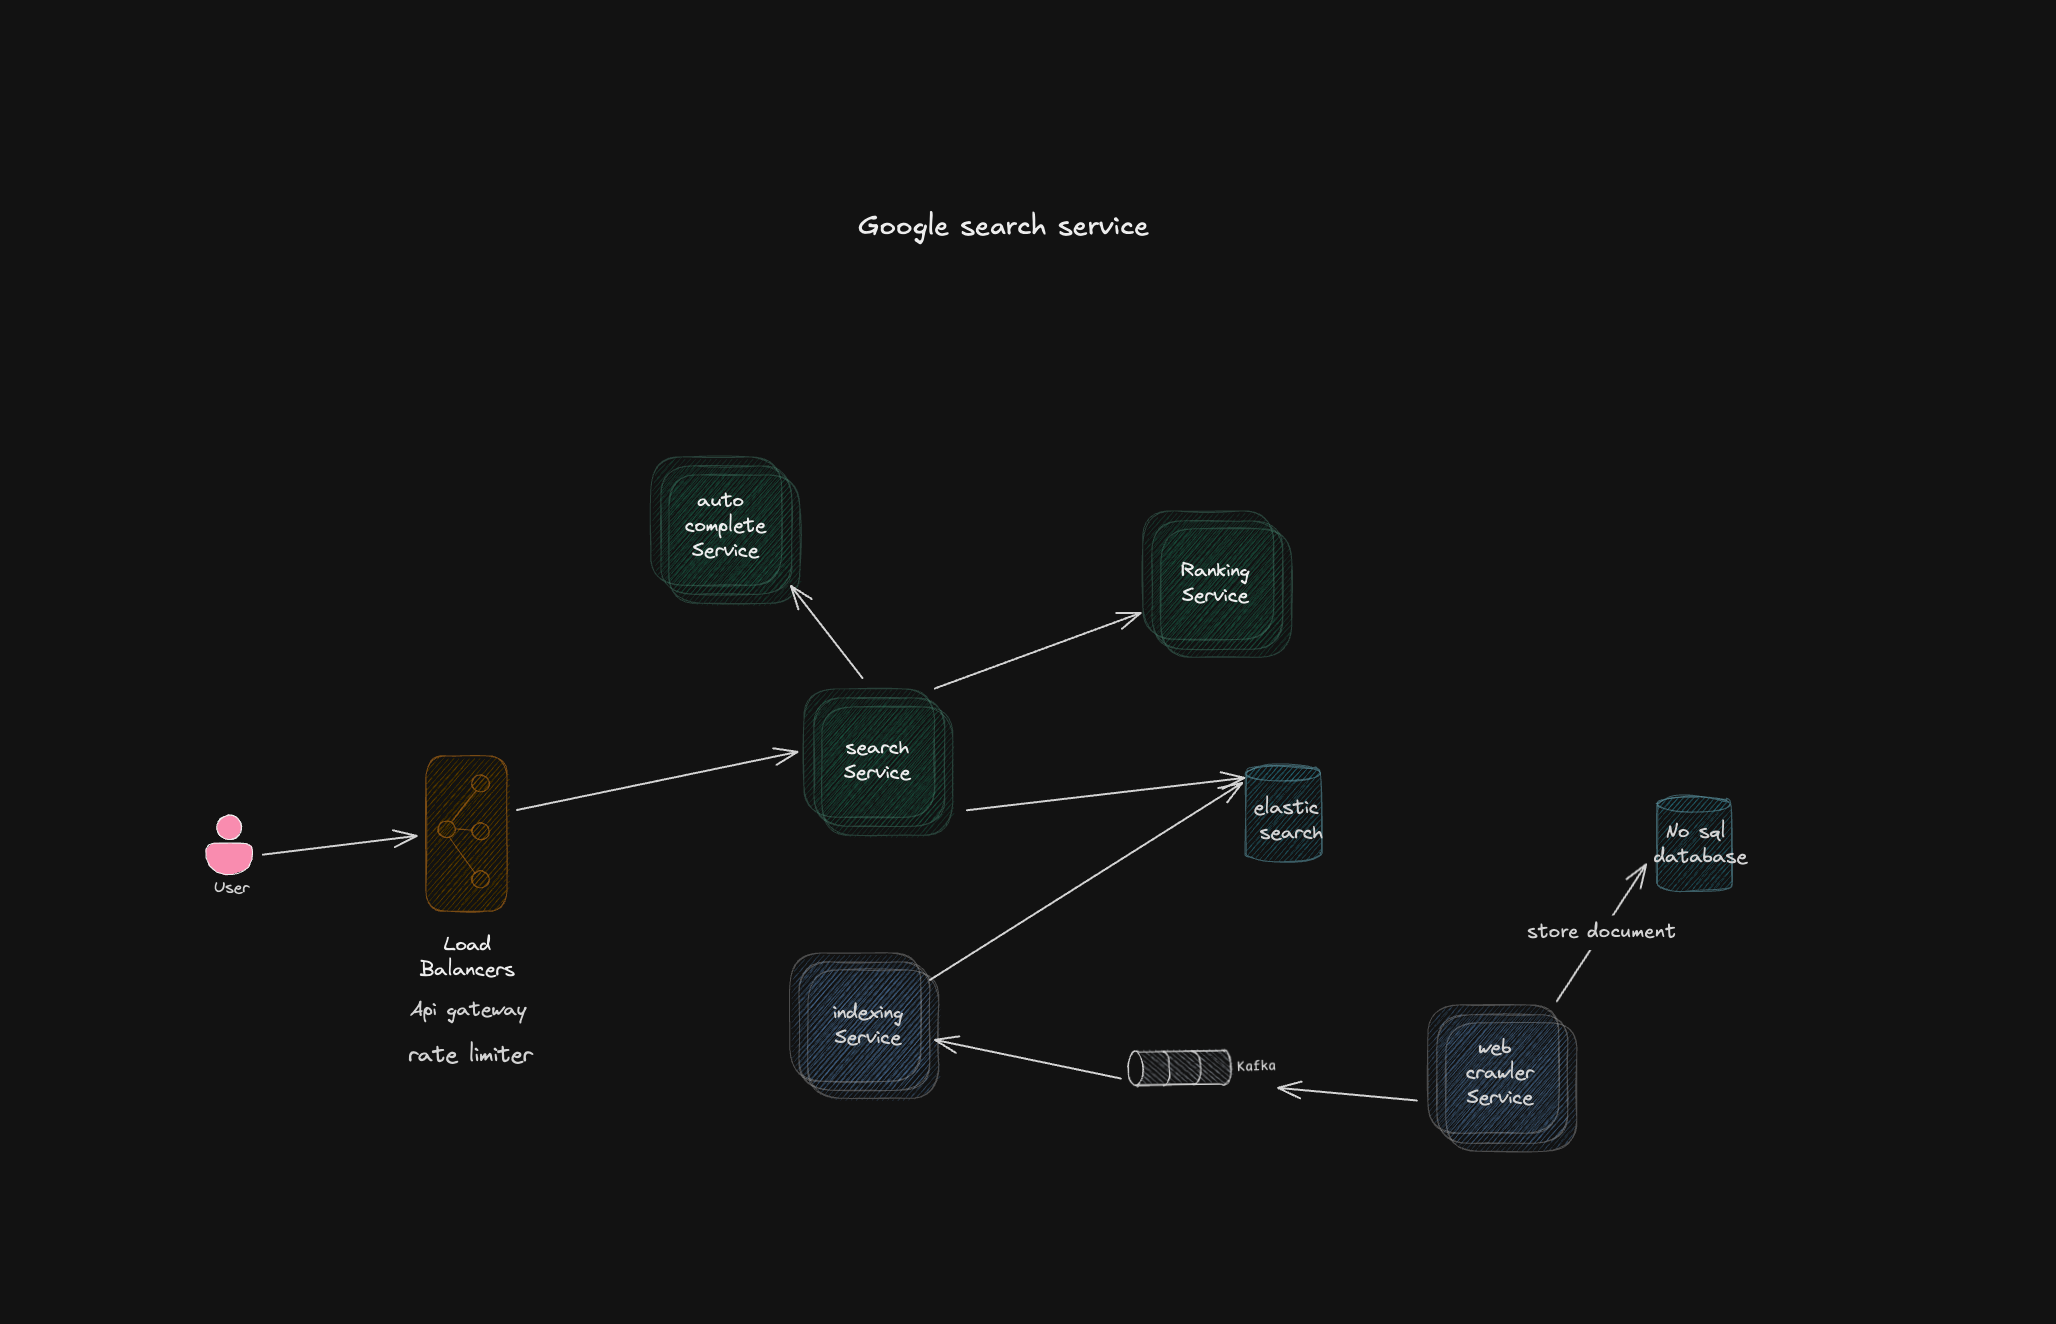 Google search service
auto
complete
Service
Ranking
Service
search
Service
elastic
search
No sql
database
User
store document
Load
Balancers
Api gateway
rate limiter
indexing
Service
Kafka
web
crawler
Service